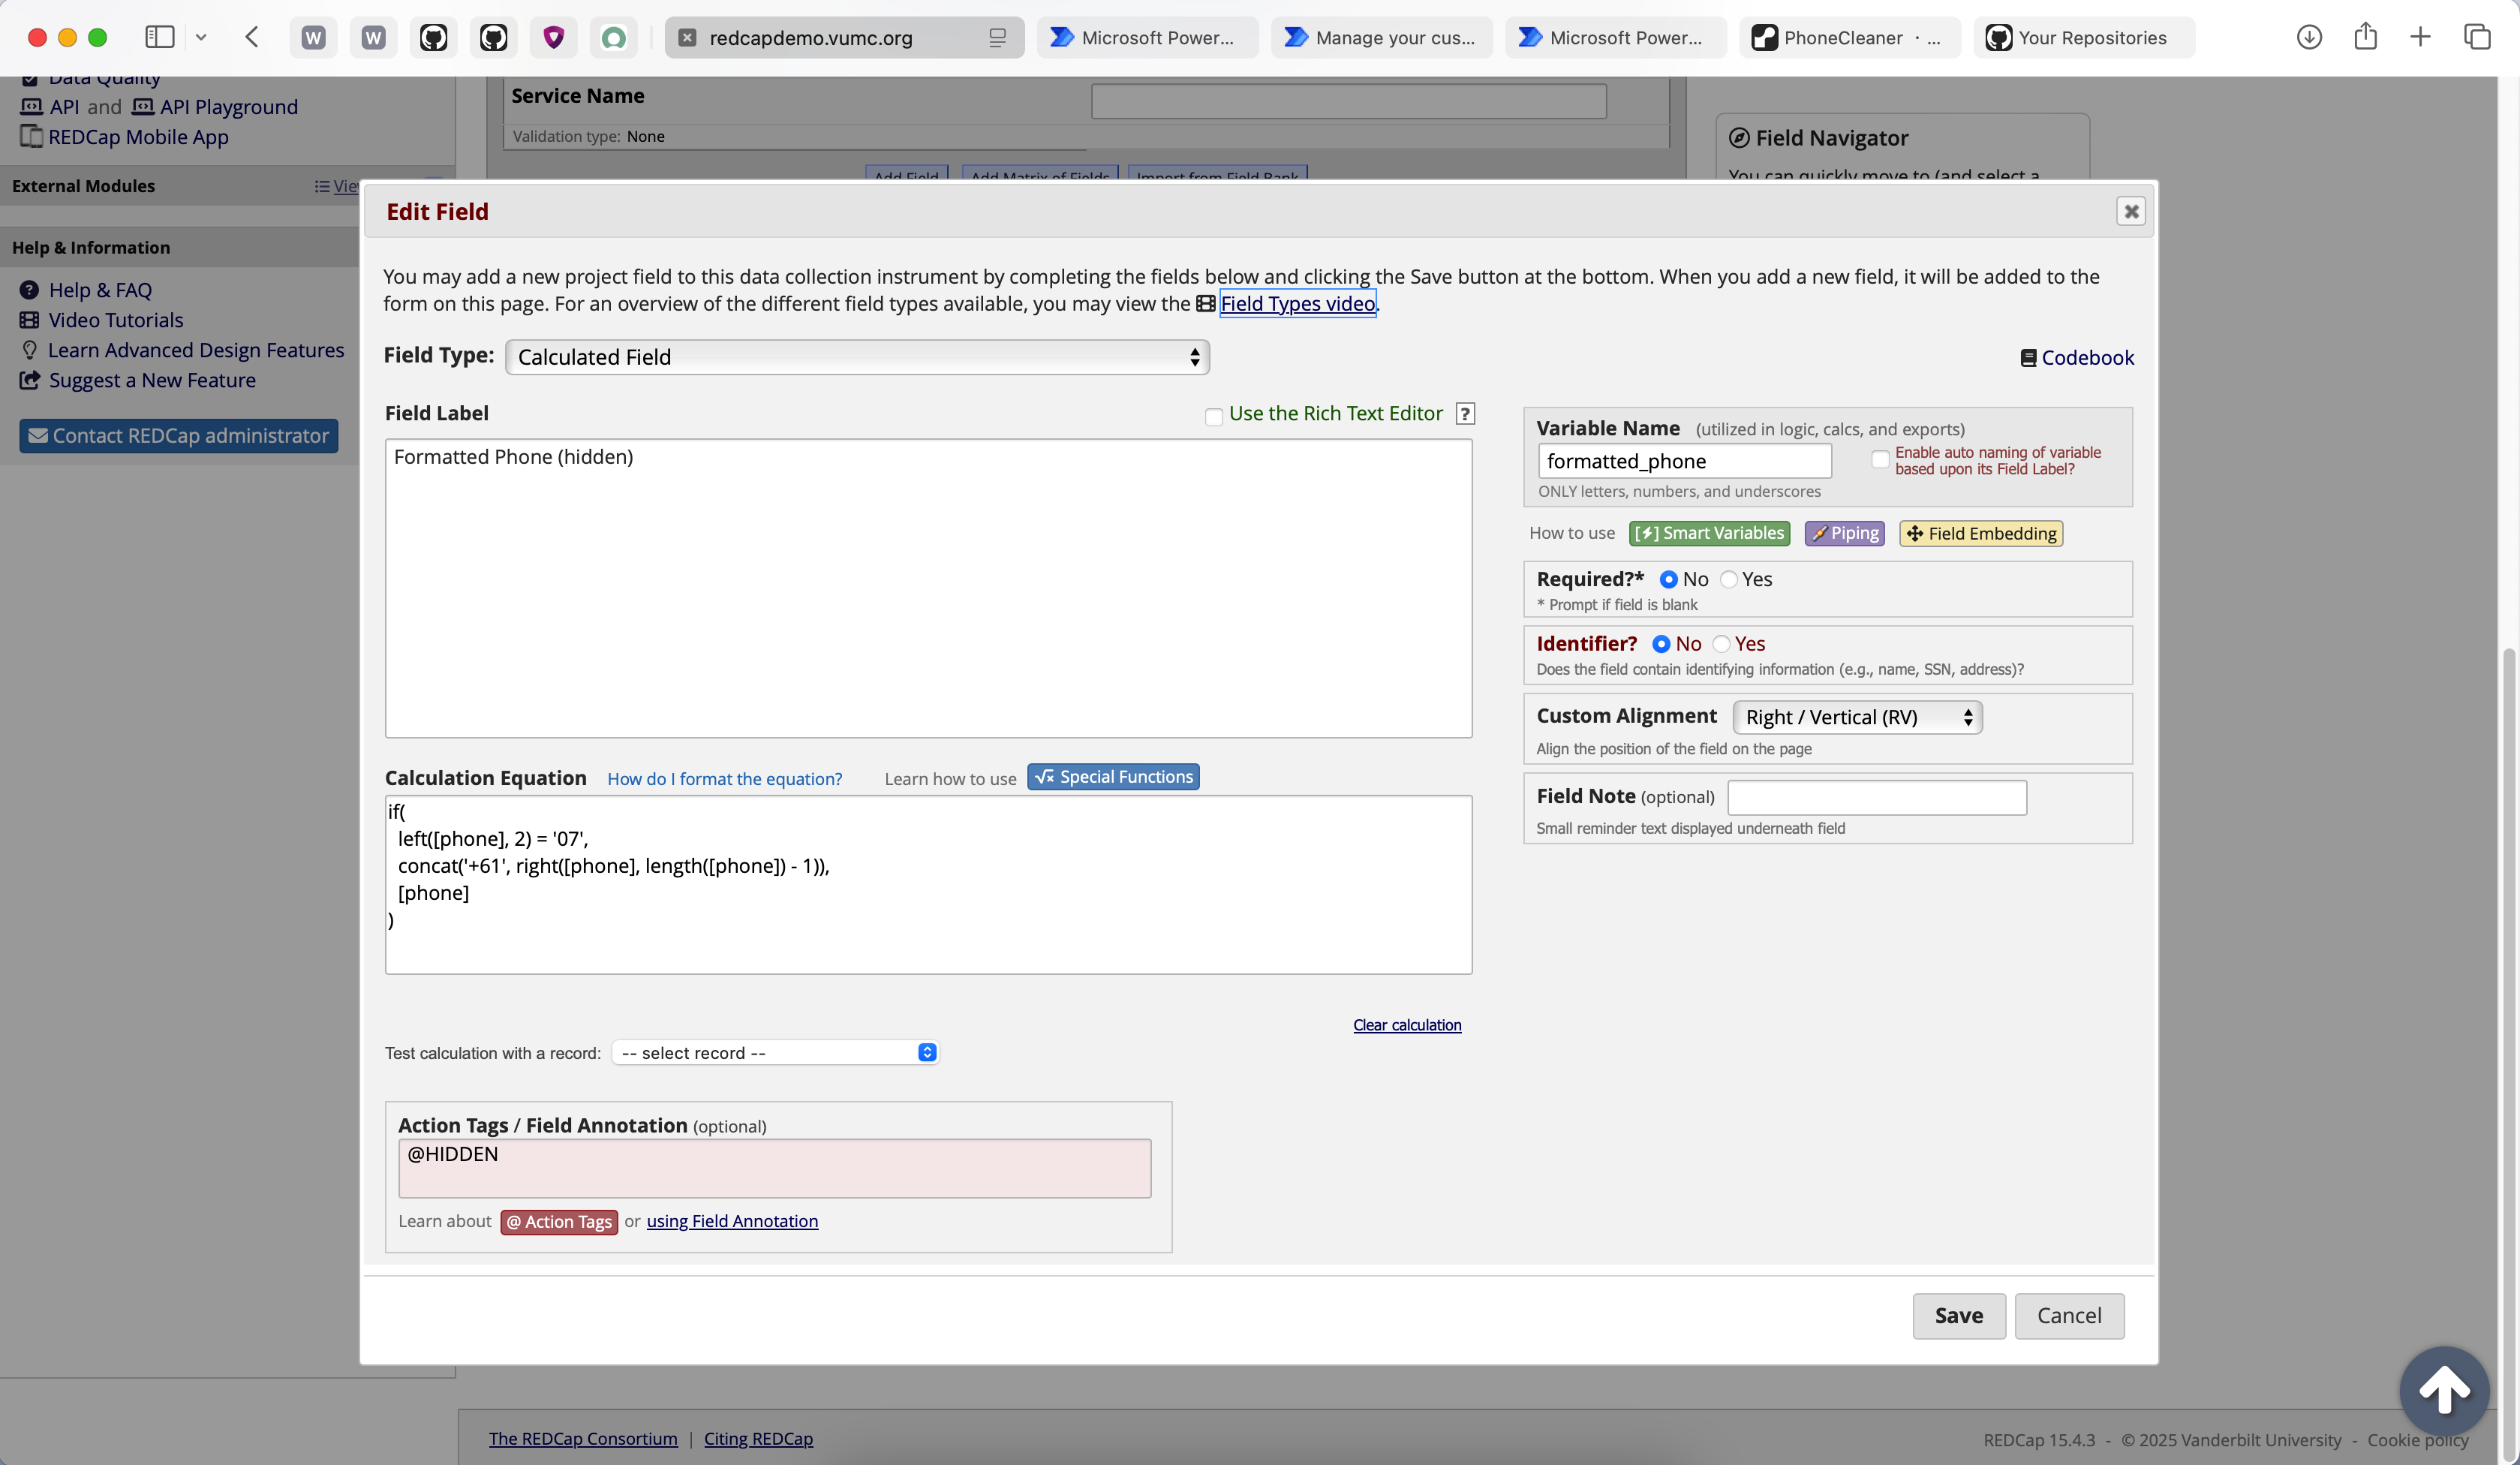 redcapdemo.vumc.org
Microsoft Power...
Manage your cus...
Microsoft Power...
PhoneCleaner · ...
Your Repositories
Data Quality
API and API Playground
REDCap Mobile App
External Modules
Help & Information
Help & FAQ
Video Tutorials
Learn Advanced Design Features
Suggest a New Feature
Contact REDCap administrator
Service Name
Validation type: None
Add Field
Add Matrix of Fields
Import from Field Bank
Field Navigator
You can quickly move to (and select a
Edit Field
You may add a new project field to this data collection instrument by completing the fields below and clicking the Save button at the bottom. When you add a new field, it will be added to the
form on this page. For an overview of the different field types available, you may view the Field Types video.
Field Type: Calculated Field
Codebook
Field Label
Use the Rich Text Editor ?
Formatted Phone (hidden)
Calculation Equation How do I format the equation? Learn how to use √x Special Functions
if(
left([phone], 2) = '07',
concat('+61', right([phone], length([phone]) - 1)),
[phone]
)
Clear calculation
Test calculation with a record: -- select record --
Action Tags / Field Annotation (optional)
@HIDDEN
Learn about @ Action Tags or using Field Annotation
Variable Name (utilized in logic, calcs, and exports)
formatted_phone
Enable auto naming of variable
based upon its Field Label?
ONLY letters, numbers, and underscores
How to use [⚡] Smart Variables Piping Field Embedding
Required?* No Yes
* Prompt if field is blank
Identifier? No Yes
Does the field contain identifying information (e.g., name, SSN, address)?
Custom Alignment Right / Vertical (RV)
Align the position of the field on the page
Field Note (optional)
Small reminder text displayed underneath field
Save
Cancel
The REDCap Consortium | Citing REDCap
REDCap 15.4.3 - © 2025 Vanderbilt University - Cookie policy